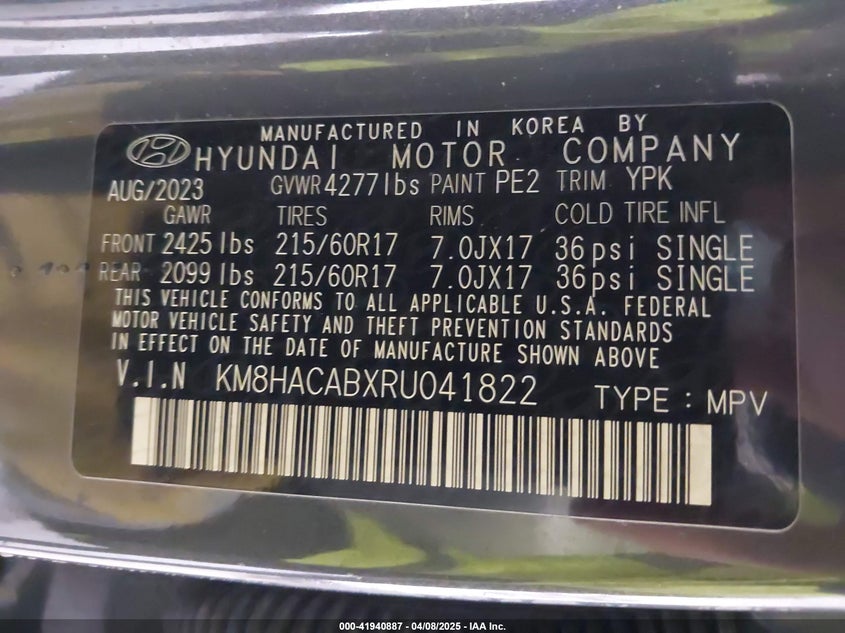 MANUFACTURED IN KOREA BY
HYUNDAI MOTOR COMPANY
AUG/2023 GVWR 4277lbs PAINT PE2 TRIM YPK
GAWR TIRES RIMS COLD TIRE INFL
FRONT 2425lbs 215/60R17 7.0JX17 36psi SINGLE
REAR 2099lbs 215/60R17 7.0JX17 36psi SINGLE
THIS VEHICLE CONFORMS TO ALL APPLICABLE U.S.A. FEDERAL
MOTOR VEHICLE SAFETY AND THEFT PREVENTION STANDARDS
IN EFFECT ON THE DATE OF MANUFACTURE SHOWN ABOVE
V.I.N KM8HACABXRU041822 TYPE : MPV
000-41940887 - 04/08/2025 - IAA Inc.